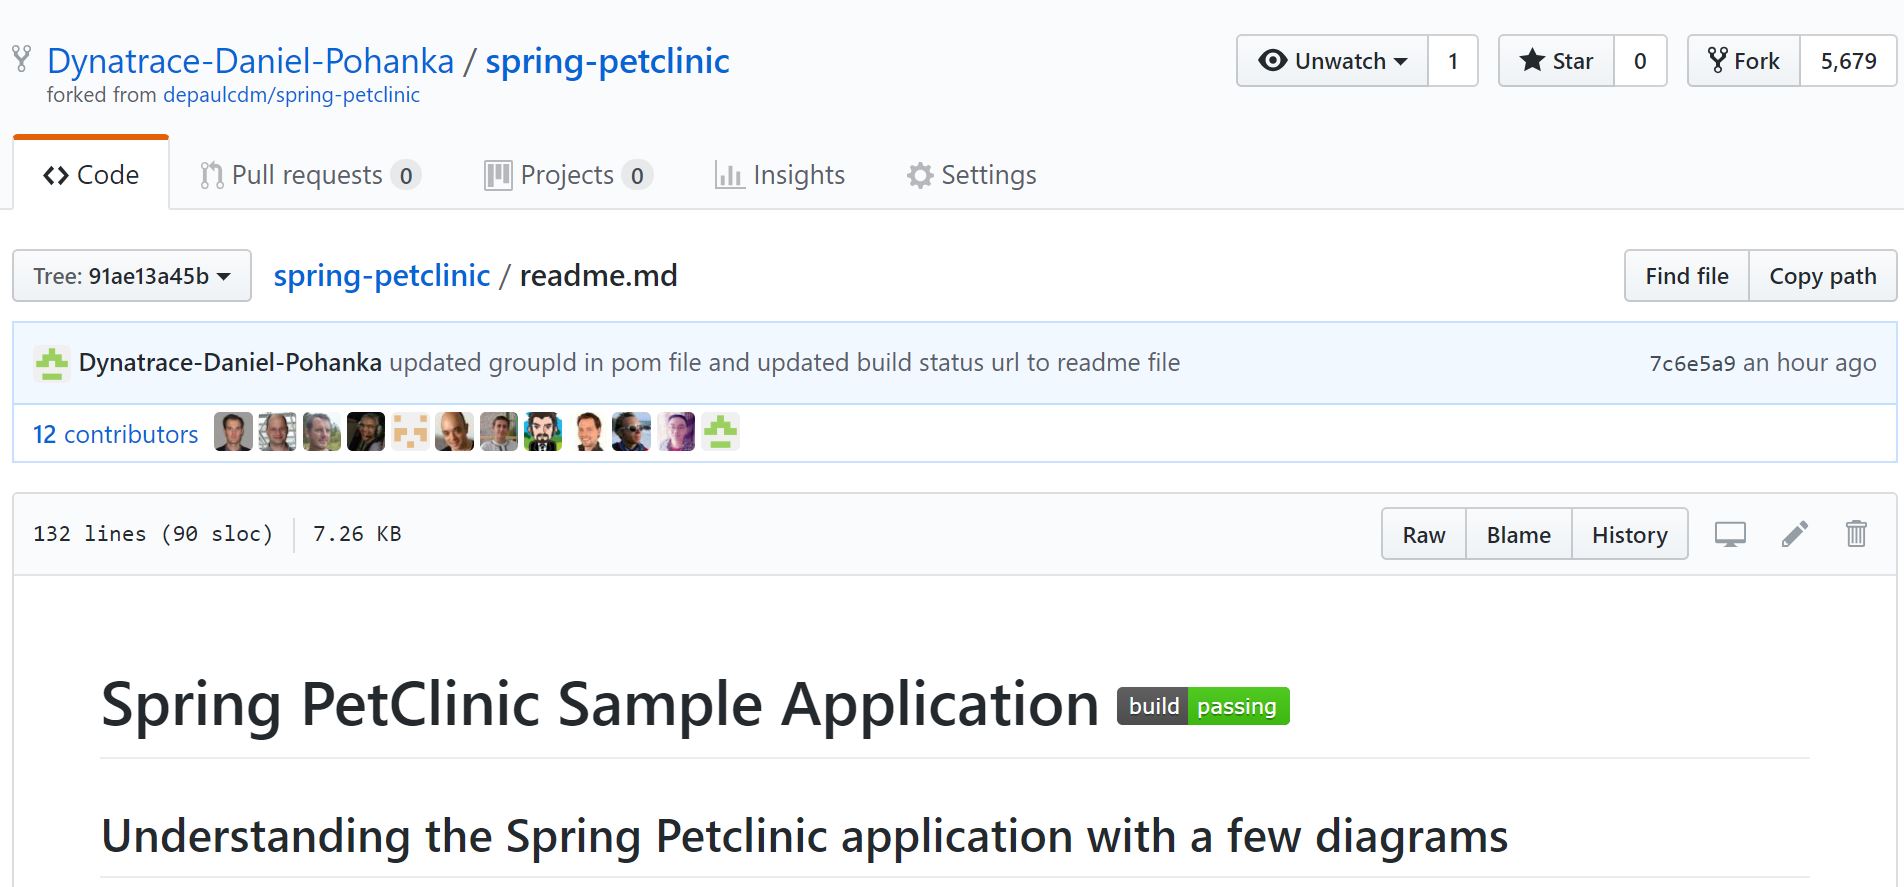 Dynatrace-Daniel-Pohanka / spring-petclinic
Unwatch 1 Star 0 Fork 5,679
forked from depaulcdm/spring-petclinic
Code Pull requests 0 Projects 0 Insights Settings
Tree: 91ae13a45b spring-petclinic / readme.md Find file Copy path
Dynatrace-Daniel-Pohanka updated groupId in pom file and updated build status url to readme file 7c6e5a9 an hour ago
12 contributors
132 lines (90 sloc) 7.26 KB Raw Blame History
Spring PetClinic Sample Application build passing
Understanding the Spring Petclinic application with a few diagrams